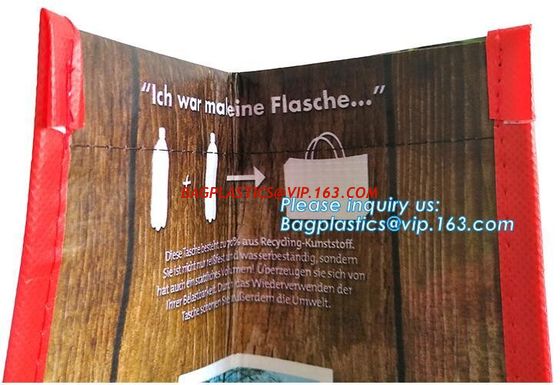 "Ich war mal eine Flasche..."
BAGPLASTICS@VIP.163.COM
Please inquiry us:
Bagplastics@vip.163.com
Diese Tasche besteht zu 70% aus Recycling-Kunststoff.
Sie ist nicht nur reißfest und wasserbeständig, sondern
hat auch ein stabiles Volumen! Überzeugen sie sich von
Ihrer Belastbarkeit. Durch das Wiederverwenden der
Tasche schonen Sie außerdem die Umwelt.